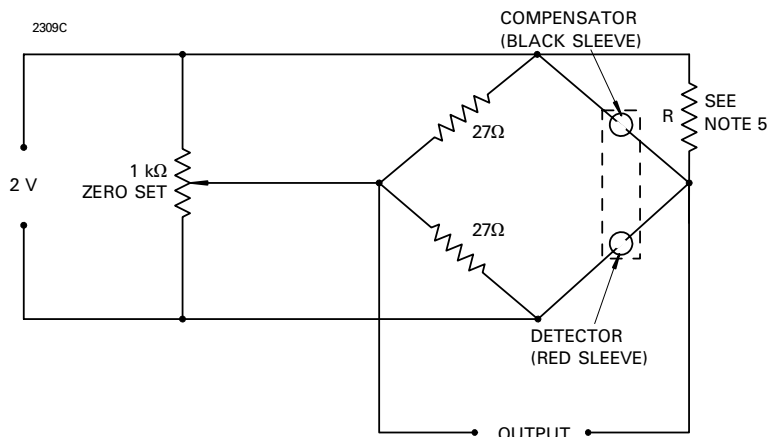 2309C
COMPENSATOR
(BLACK SLEEVE)
27Ω
R
SEE
NOTE 5
2 V
1 kΩ
ZERO SET
27Ω
DETECTOR
(RED SLEEVE)
OUTPUT